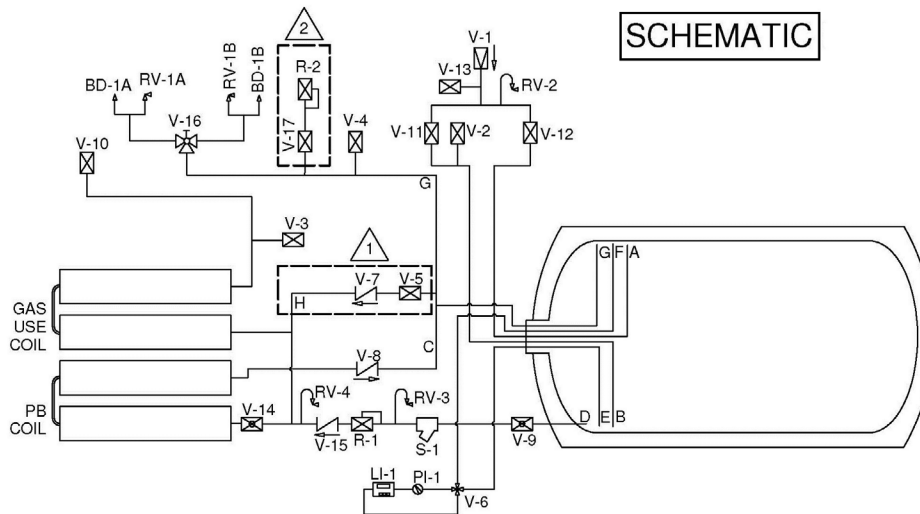 SCHEMATIC
2
V-1
R-2
V-13
RV-2
BD-1A
RV-1A
RV-1B
BD-1B
V-16
V-17
V-4
V-11
V-2
V-12
V-10
G
V-3
1
G F A
V-7
V-5
H
GAS
USE
COIL
C
V-8
PB
COIL
V-14
RV-4
RV-3
D
E B
V-15
R-1
S-1
V-9
LI-1
PI-1
V-6